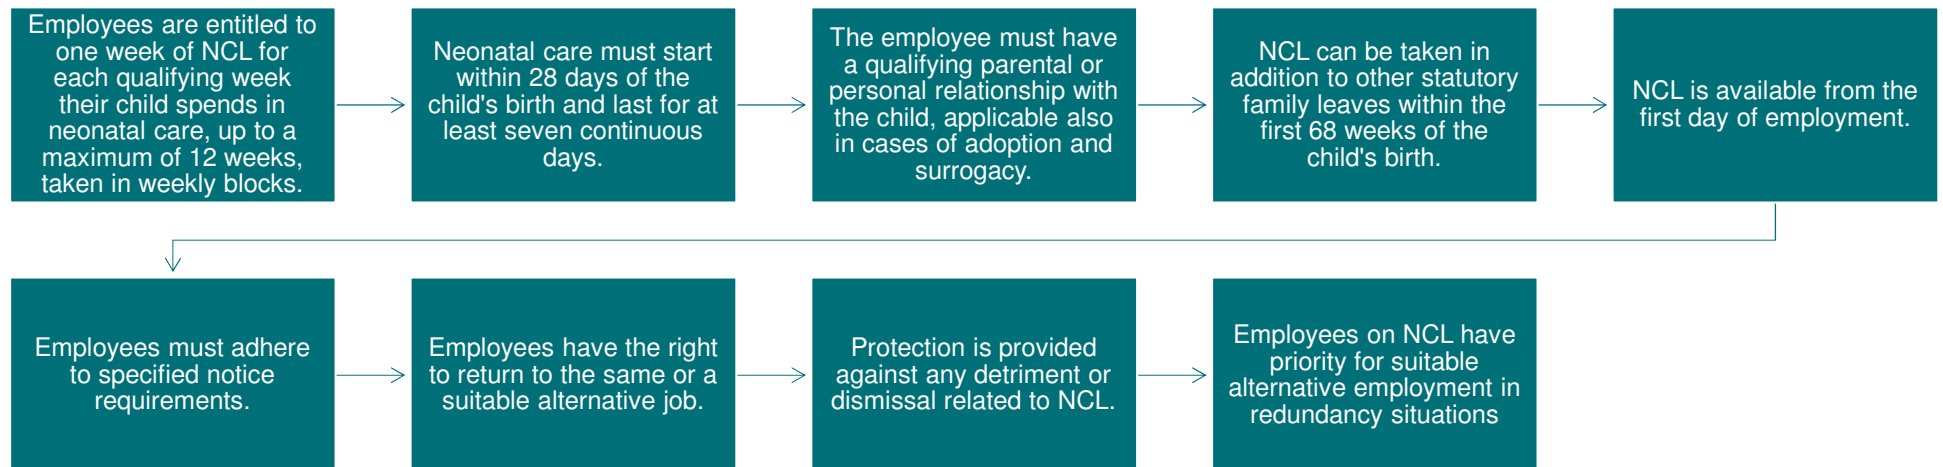 Employees are entitled to
one week of NCL for
each qualifying week
their child spends in
neonatal care, up to a
maximum of 12 weeks,
taken in weekly blocks.
Neonatal care must start
within 28 days of the
child's birth and last for at
least seven continuous
days.
The employee must have
a qualifying parental or
personal relationship with
the child, applicable also
in cases of adoption and
surrogacy.
NCL can be taken in
addition to other statutory
family leaves within the
first 68 weeks of the
child's birth.
NCL is available from the
first day of employment.
Employees must adhere
to specified notice
requirements.
Employees have the right
to return to the same or a
suitable alternative job.
Protection is provided
against any detriment or
dismissal related to NCL.
Employees on NCL have
priority for suitable
alternative employment in
redundancy situations